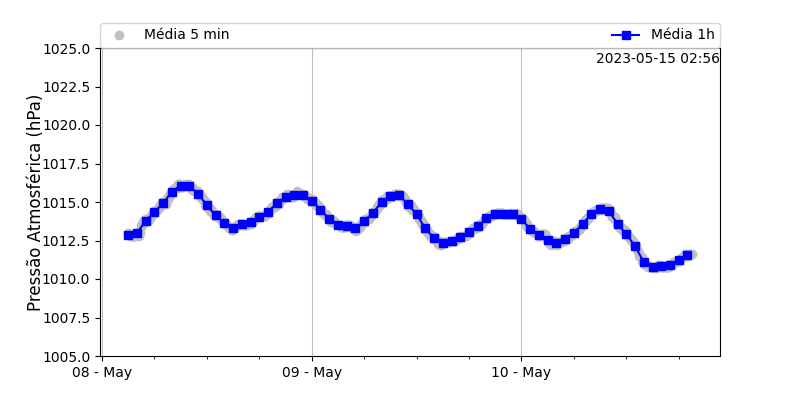 Média 5 min
Média 1h
2023-05-15 02:56
Pressão Atmosférica (hPa)
1025.0
1022.5
1020.0
1017.5
1015.0
1012.5
1010.0
1007.5
1005.0
08 - May
09 - May
10 - May